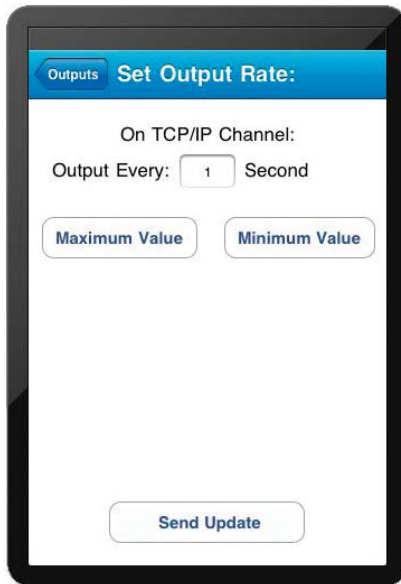 Outputs Set Output Rate:
On TCP/IP Channel:
Output Every: 1 Second
Maximum Value Minimum Value
Send Update